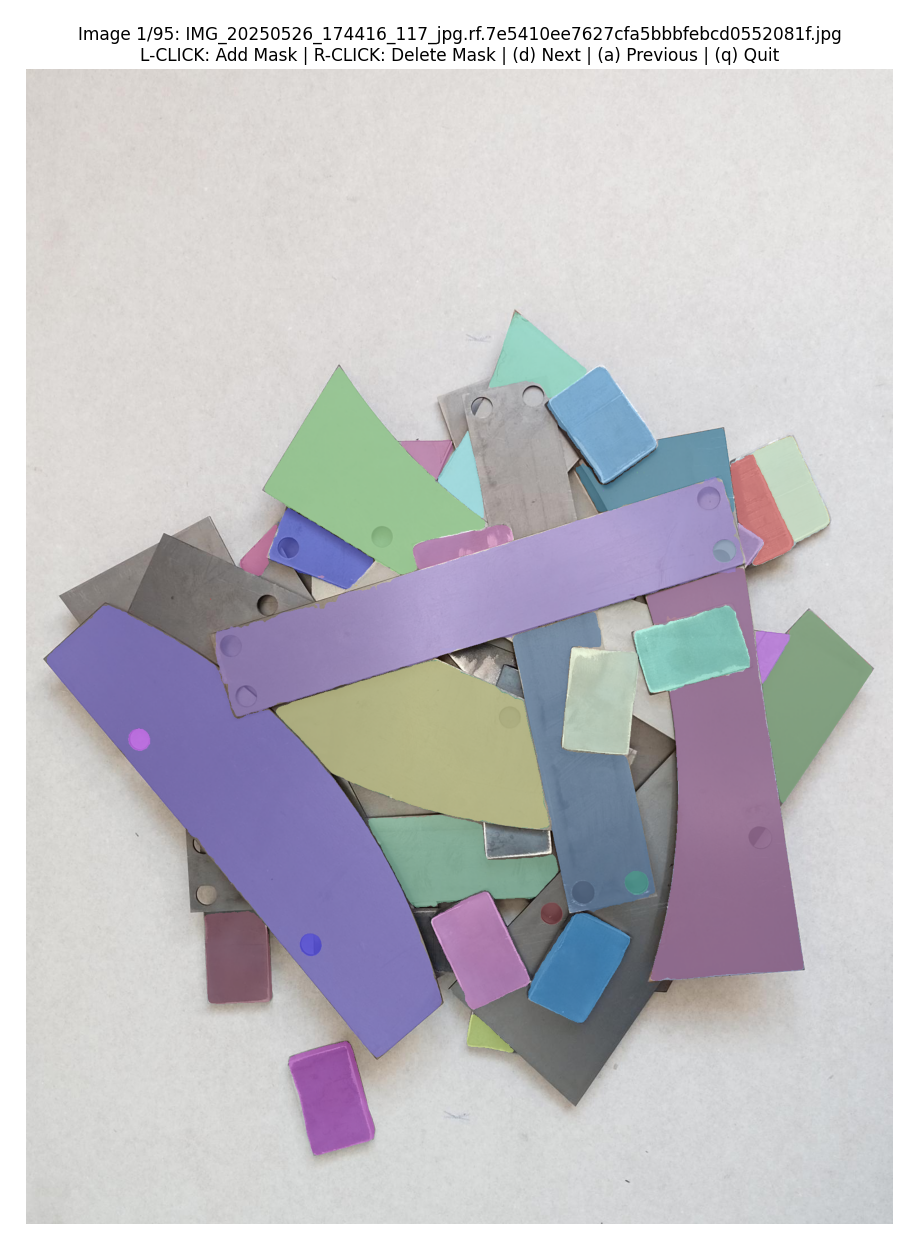 Image 1/95: IMG_20250526_174416_117_jpg.rf.7e5410ee7627cfa5bbbfebcd0552081f.jpg
L-CLICK: Add Mask | R-CLICK: Delete Mask | (d) Next | (a) Previous | (q) Quit